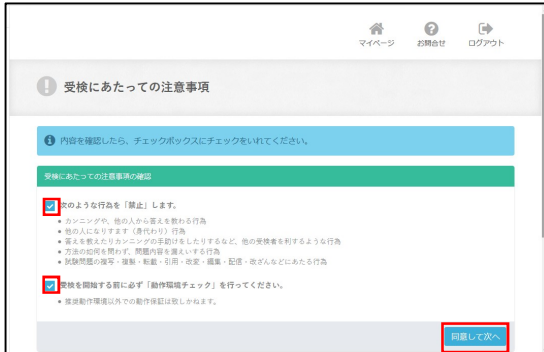 マイページ お問合せ ログアウト
受検にあたっての注意事項
内容を確認したら、チェックボックスにチェックをいれてください。
受検にあたっての注意事項の確認
次のような行為を「禁止」します。
カンニングや、他の人から答えを教わる行為
他の人になりすます（身代わり）行為
答えを教えたりカンニングの手助けをしたりするなど、他の受検者を利するような行為
方法の如何を問わず、問題内容を漏えいする行為
試験問題の複写・複製・転載・引用・改変・編集・配信・改ざんなどにあたる行為
受検を開始する前に必ず「動作環境チェック」を行ってください。
推奨動作環境以外での動作保証は致しかねます。
同意して次へ